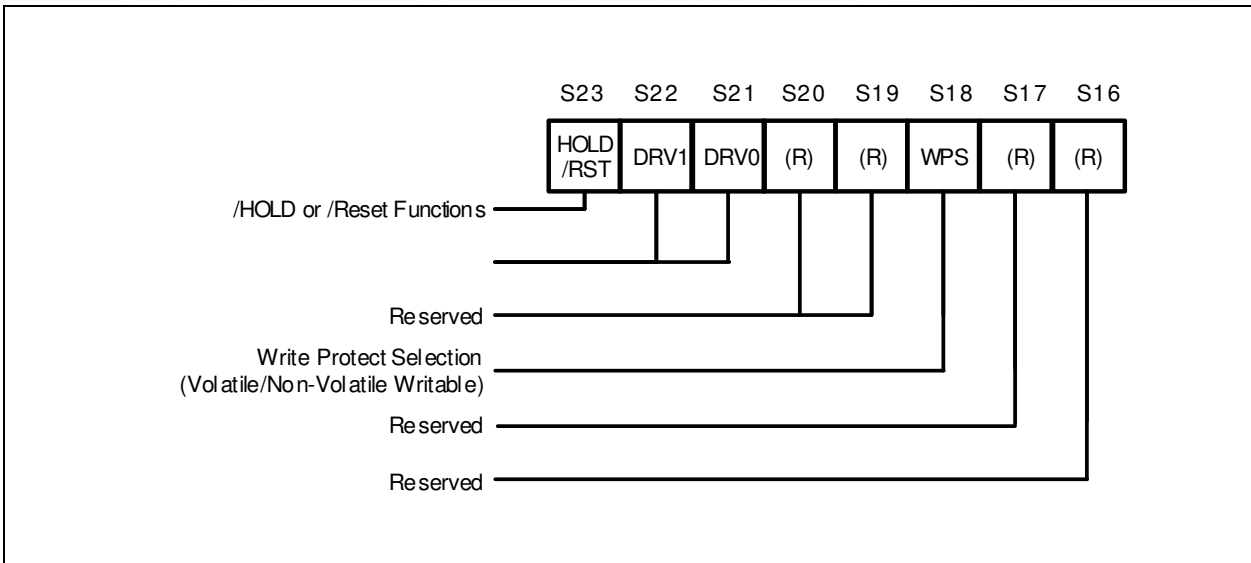 S23 S22 S21 S20 S19 S18 S17 S16
HOLD
/RST DRV1 DRV0 (R) (R) WPS (R) (R)
/HOLD or /Reset Functions
Reserved
Write Protect Selection
(Volatile/Non-Volatile Writable)
Reserved
Reserved